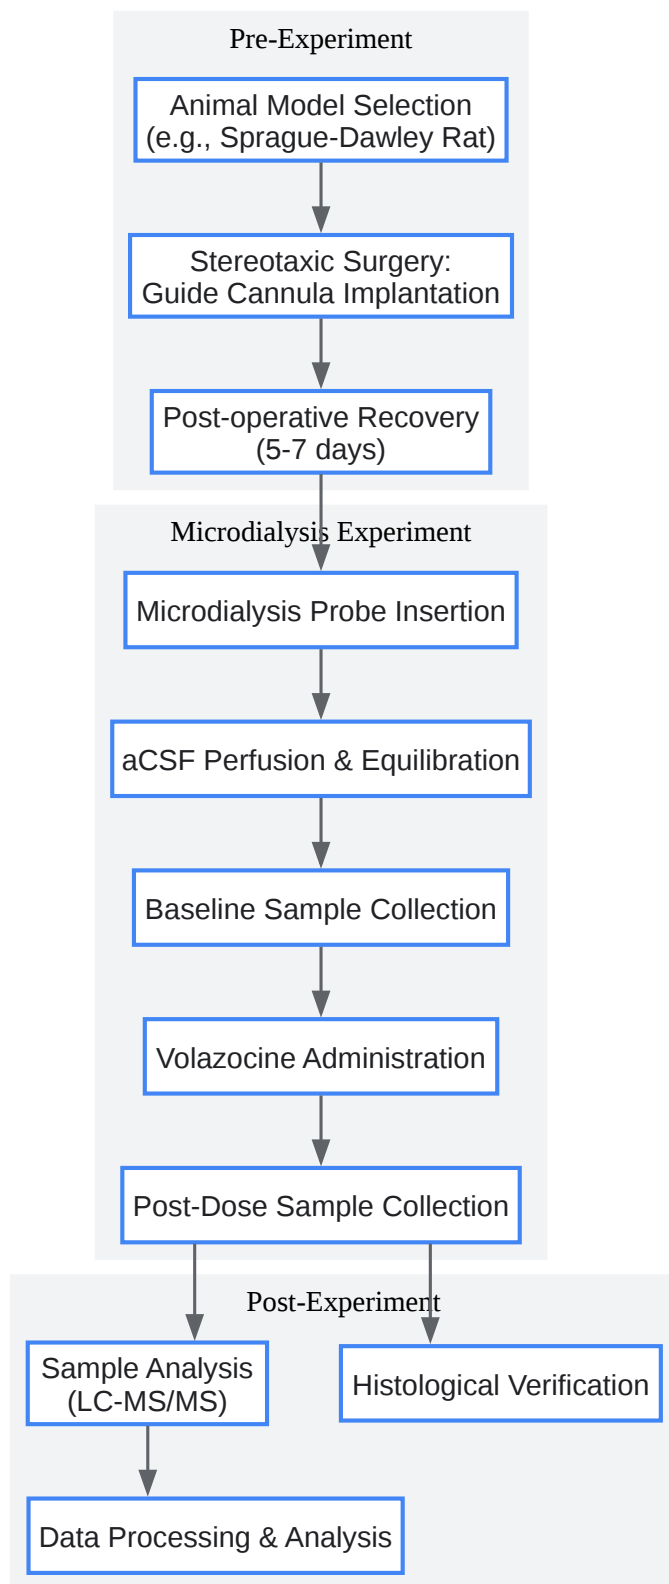 Pre-Experiment
Animal Model Selection
(e.g., Sprague-Dawley Rat)
Stereotaxic Surgery:
Guide Cannula Implantation
Post-operative Recovery
(5-7 days)
Microdialysis Experiment
Microdialysis Probe Insertion
aCSF Perfusion & Equilibration
Baseline Sample Collection
Volazocine Administration
Post-Dose Sample Collection
Post-Experiment
Sample Analysis
(LC-MS/MS)
Histological Verification
Data Processing & Analysis